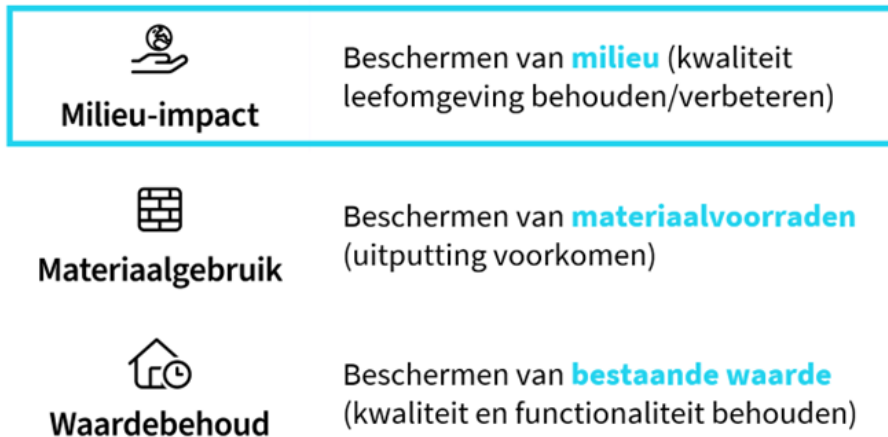 Milieu-impact
Beschermen van milieu (kwaliteit
leefomgeving behouden/verbeteren)
Materiaalgebruik
Beschermen van materiaalvoorraden
(uitputting voorkomen)
Waardebehoud
Beschermen van bestaande waarde
(kwaliteit en functionaliteit behouden)